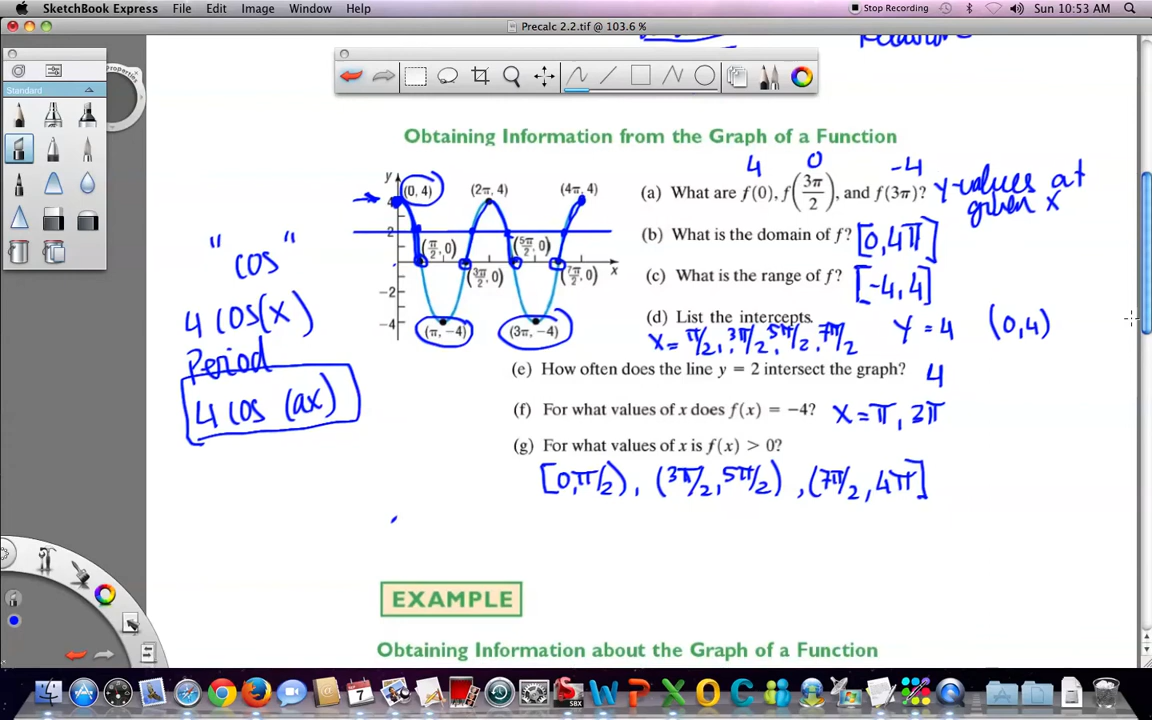 SketchBook Express File Edit Image Window Help Stop Recording Sun 10:53 AM
Precalc 2.2.tif @ 103.6 %
Properties
Standard
Obtaining Information from the Graph of a Function
4 0 -4
(a) What are f(0), f(3π/2), and f(3π)? y-values at given x
(b) What is the domain of f? [0,4π]
(c) What is the range of f? [-4,4]
(d) List the intercepts.
x= π/2, 3π/2, 5π/2, 7π/2 y=4 (0,4)
(e) How often does the line y = 2 intersect the graph? 4
(f) For what values of x does f(x) = −4? x=π, 3π
(g) For what values of x is f(x) > 0?
[0,π/2), (3π/2,5π/2), (7π/2,4π]
y
(0, 4) (2π, 4) (4π, 4)
4
2
(π/2, 0) (5π/2, 0)
(3π/2, 0) (7π/2, 0) x
−2
−4
(π, −4) (3π, −4)
"cos"
4 cos(x)
Period
4 cos (ax)
EXAMPLE
Obtaining Information about the Graph of a Function